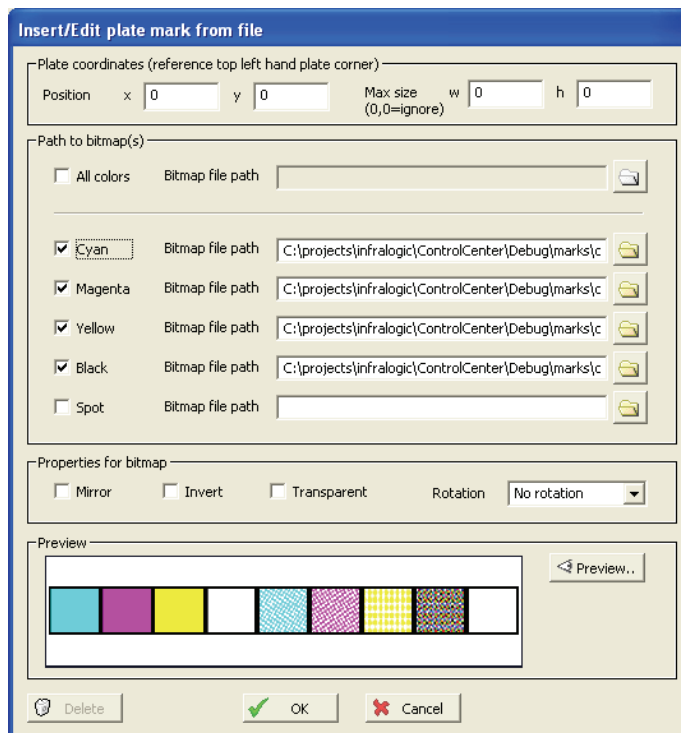 Insert/Edit plate mark from file
Plate coordinates (reference top left hand plate corner)
Position x 0 y 0 Max size w 0 h 0
(0,0=ignore)
Path to bitmap(s)
All colors Bitmap file path
Cyan Bitmap file path C:\projects\infralogic\ControlCenter\Debug\marks\c
Magenta Bitmap file path C:\projects\infralogic\ControlCenter\Debug\marks\c
Yellow Bitmap file path C:\projects\infralogic\ControlCenter\Debug\marks\c
Black Bitmap file path C:\projects\infralogic\ControlCenter\Debug\marks\c
Spot Bitmap file path
Properties for bitmap
Mirror Invert Transparent Rotation No rotation
Preview
Preview..
Delete OK Cancel